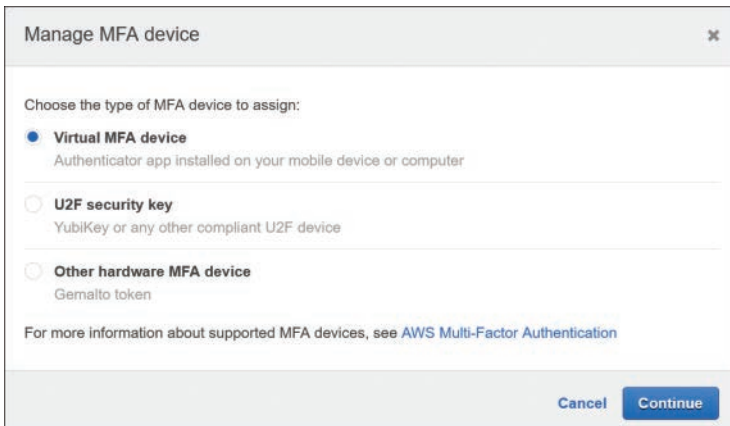 Manage MFA device
Choose the type of MFA device to assign:
Virtual MFA device
Authenticator app installed on your mobile device or computer
U2F security key
YubiKey or any other compliant U2F device
Other hardware MFA device
Gemalto token
For more information about supported MFA devices, see AWS Multi-Factor Authentication
Cancel Continue